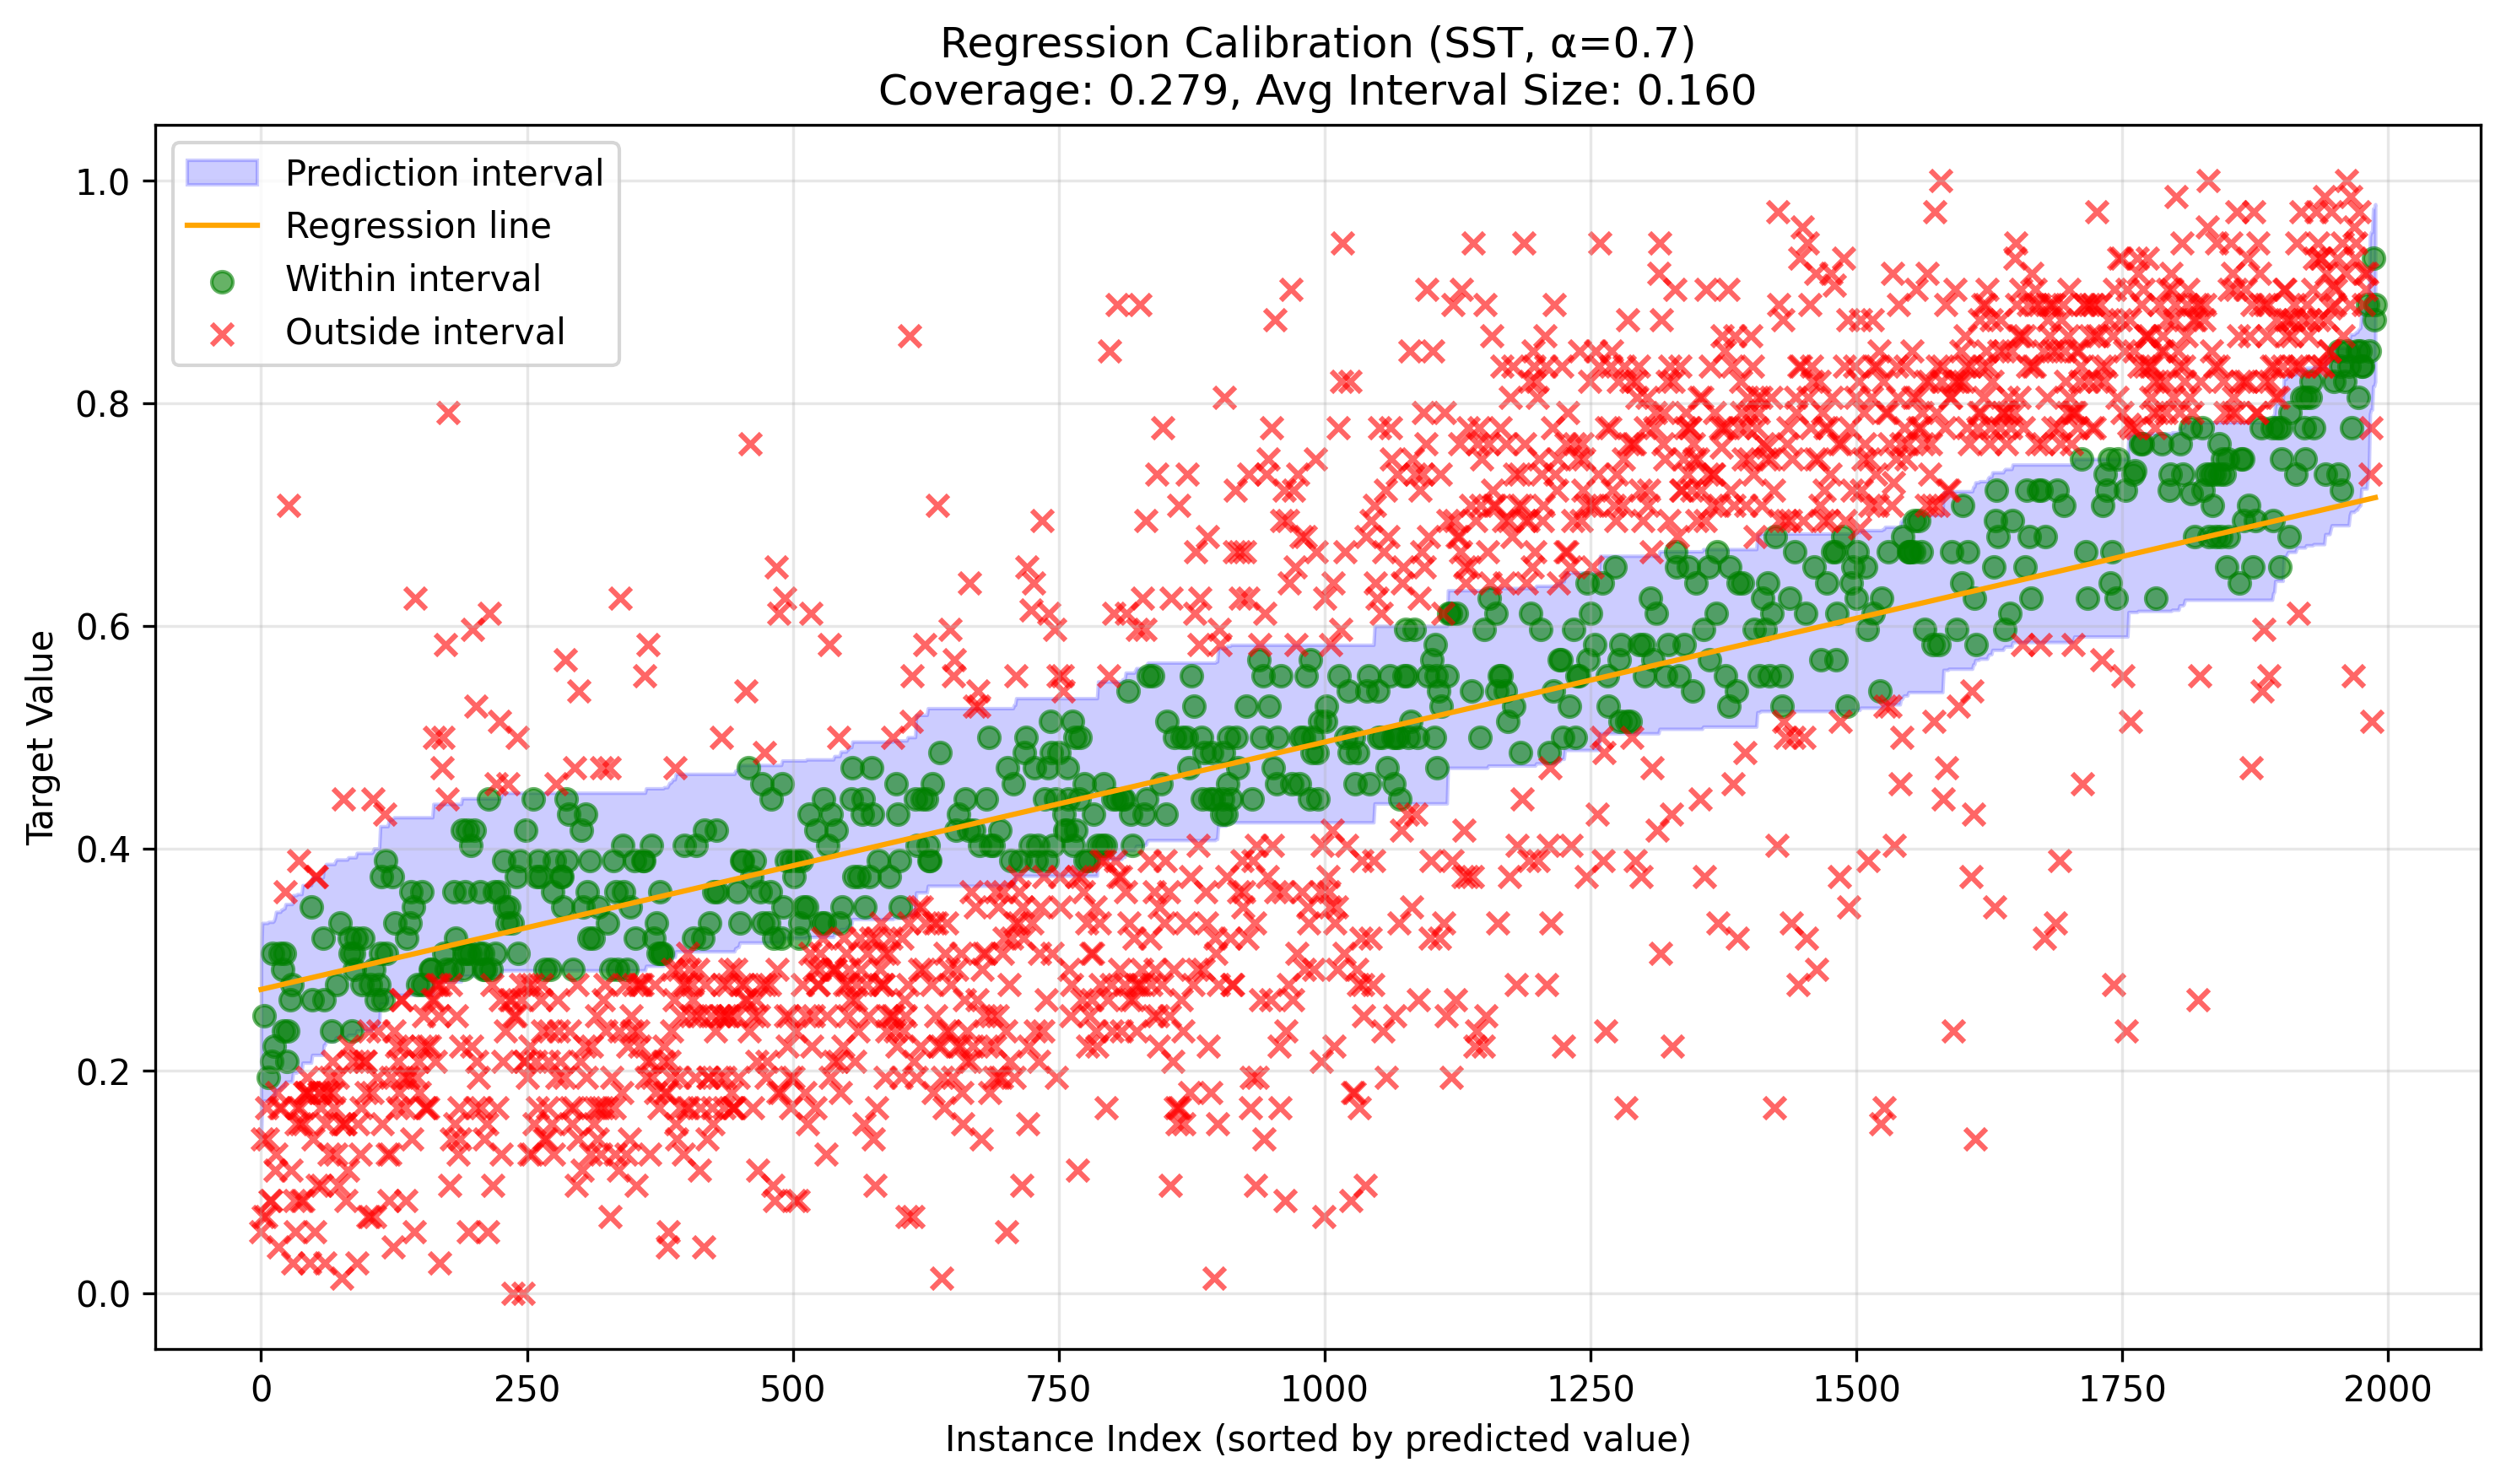 Regression Calibration (SST, α=0.7)
Coverage: 0.279, Avg Interval Size: 0.160
Prediction interval
Regression line
Within interval
Outside interval
1.0
0.8
0.6
0.4
0.2
0.0
Target Value
0 250 500 750 1000 1250 1500 1750 2000
Instance Index (sorted by predicted value)